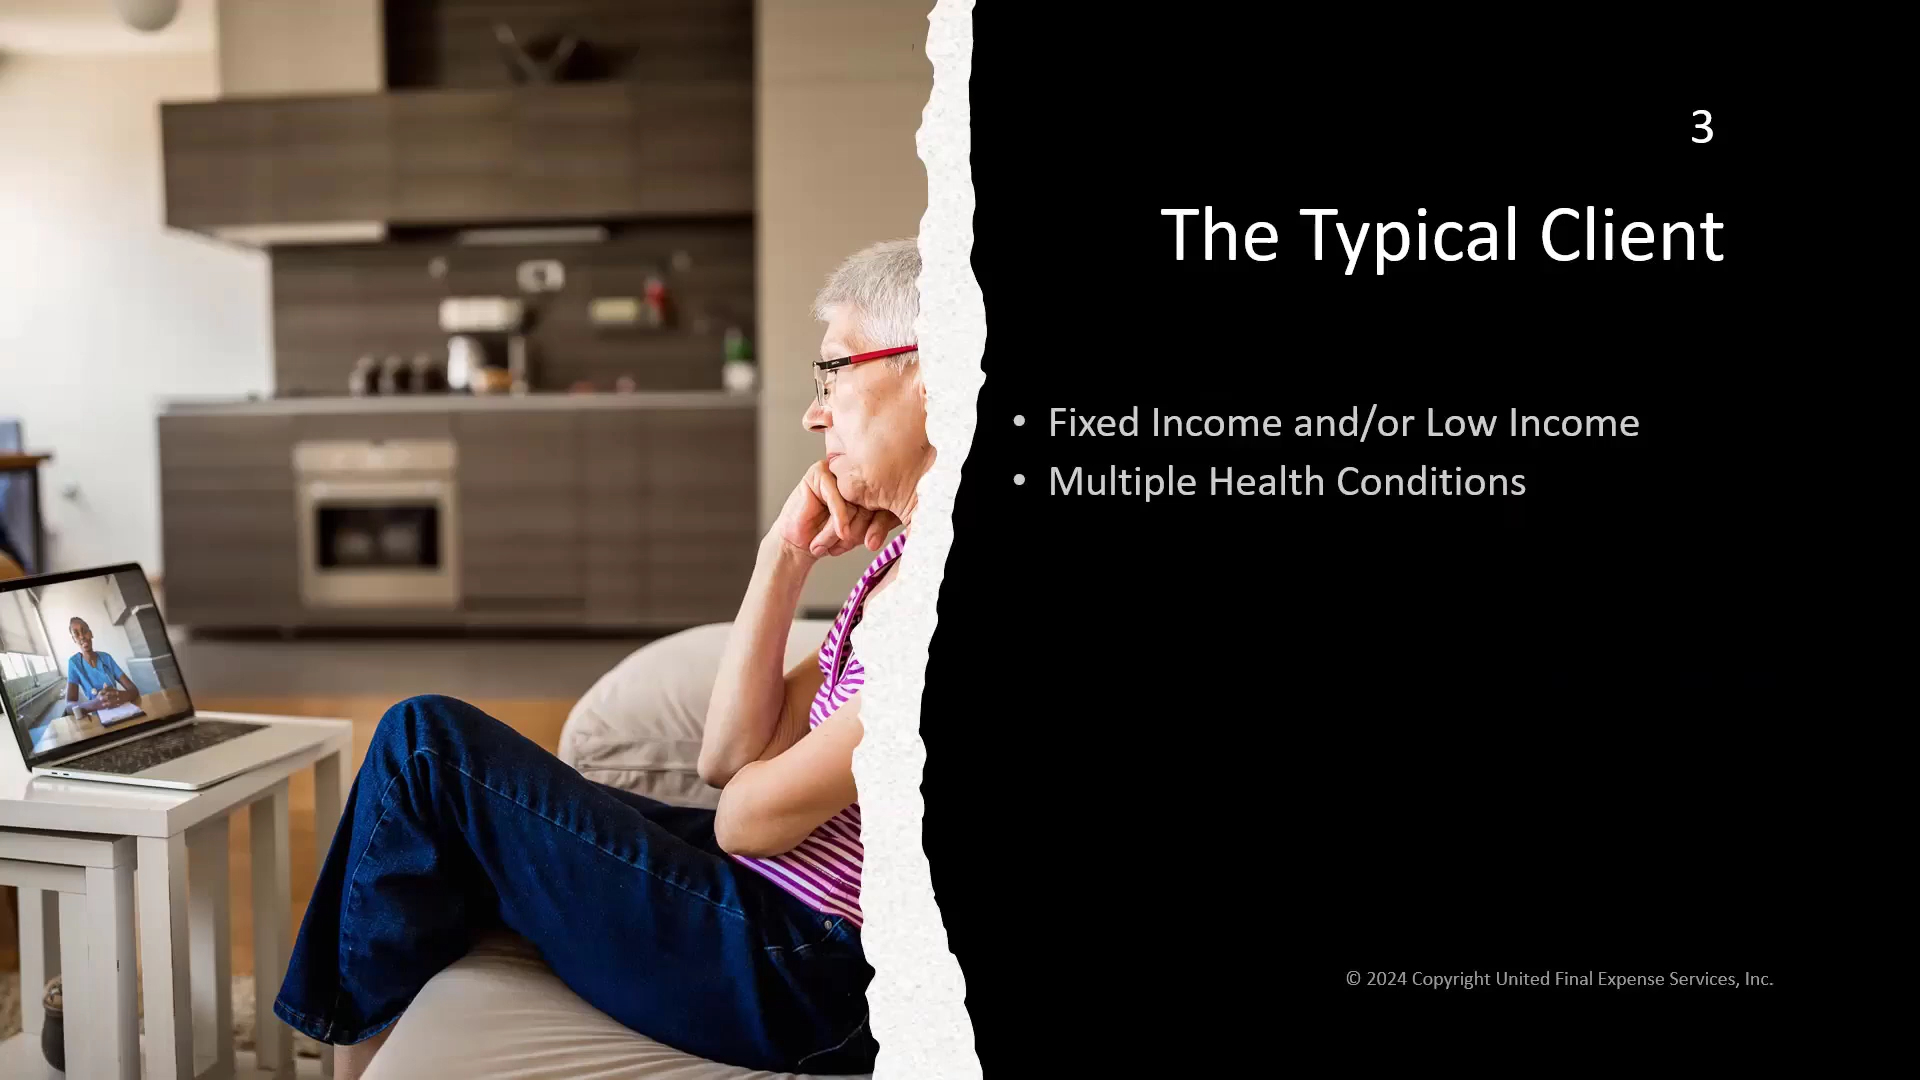 3
The Typical Client
• Fixed Income and/or Low Income
• Multiple Health Conditions
© 2024 Copyright United Final Expense Services, Inc.